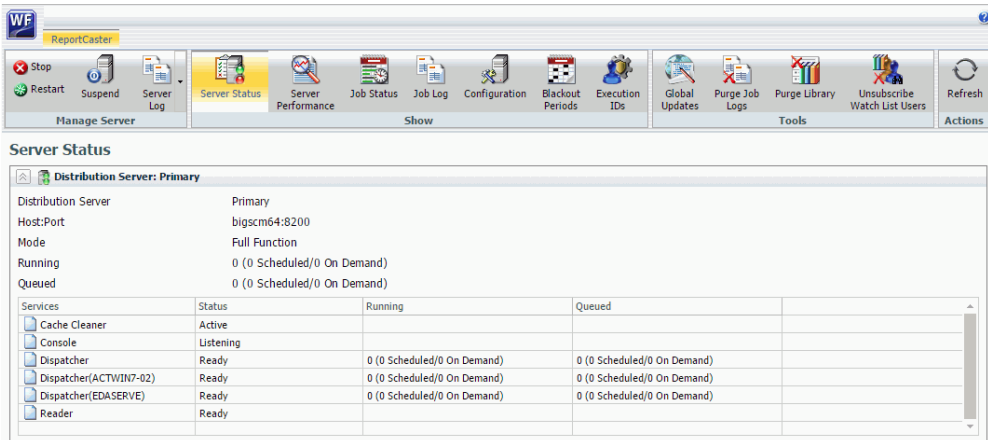 WF
ReportCaster
Stop
Restart
Suspend
Server Log
Server Status
Server Performance
Job Status
Job Log
Configuration
Blackout Periods
Execution IDs
Global Updates
Purge Job Logs
Purge Library
Unsubscribe Watch List Users
Refresh
Manage Server
Show
Tools
Actions
Server Status
Distribution Server: Primary
Distribution Server Primary
Host:Port bigscm64:8200
Mode Full Function
Running 0 (0 Scheduled/0 On Demand)
Queued 0 (0 Scheduled/0 On Demand)
Services Status Running Queued
Cache Cleaner Active
Console Listening
Dispatcher Ready 0 (0 Scheduled/0 On Demand) 0 (0 Scheduled/0 On Demand)
Dispatcher(ACTWIN7-02) Ready 0 (0 Scheduled/0 On Demand) 0 (0 Scheduled/0 On Demand)
Dispatcher(EDASERVE) Ready 0 (0 Scheduled/0 On Demand) 0 (0 Scheduled/0 On Demand)
Reader Ready